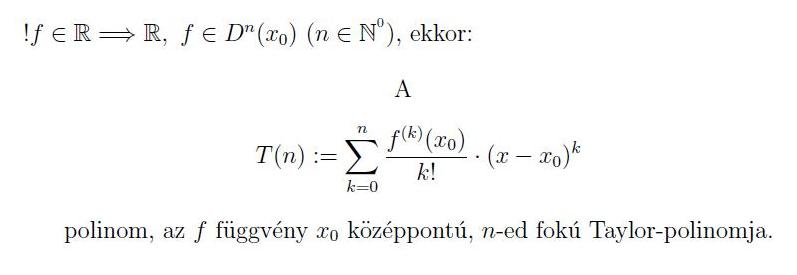 !f ∈ ℝ ⟹ ℝ, f ∈ Dⁿ(x₀) (n ∈ ℕ⁰), ekkor:
A
T(n) := ∑_{k=0}^{n} f^{(k)}(x₀)/k! · (x − x₀)^k
polinom, az f függvény x₀ középpontú, n-ed fokú Taylor-polinomja.